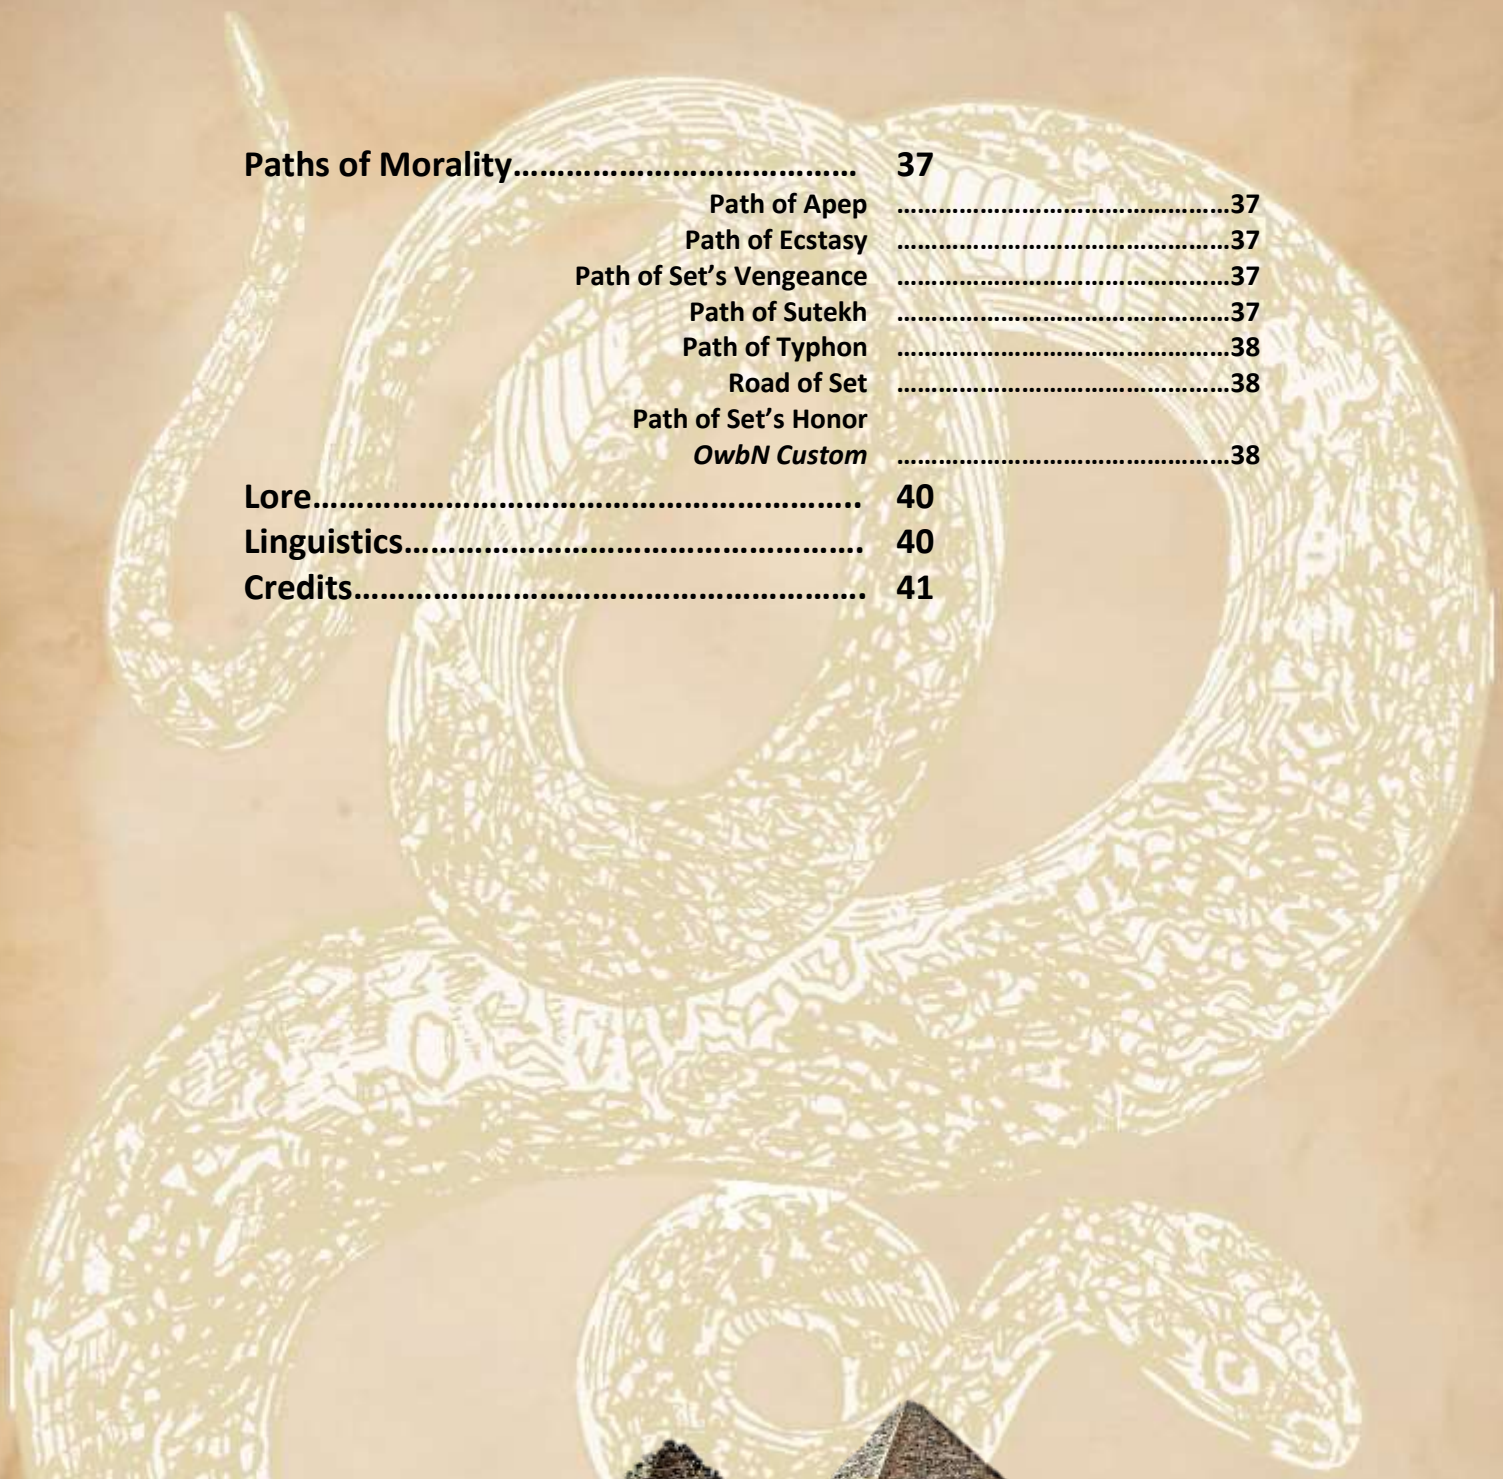 Paths of Morality………………………………… 37
Path of Apep …………………………………………37
Path of Ecstasy …………………………………………37
Path of Set’s Vengeance …………………………………………37
Path of Sutekh …………………………………………37
Path of Typhon …………………………………………38
Road of Set …………………………………………38
Path of Set’s Honor
OwbN Custom …………………………………………38
Lore…………………………………………………….. 40
Linguistics……………………………………………. 40
Credits…………………………………………………. 41